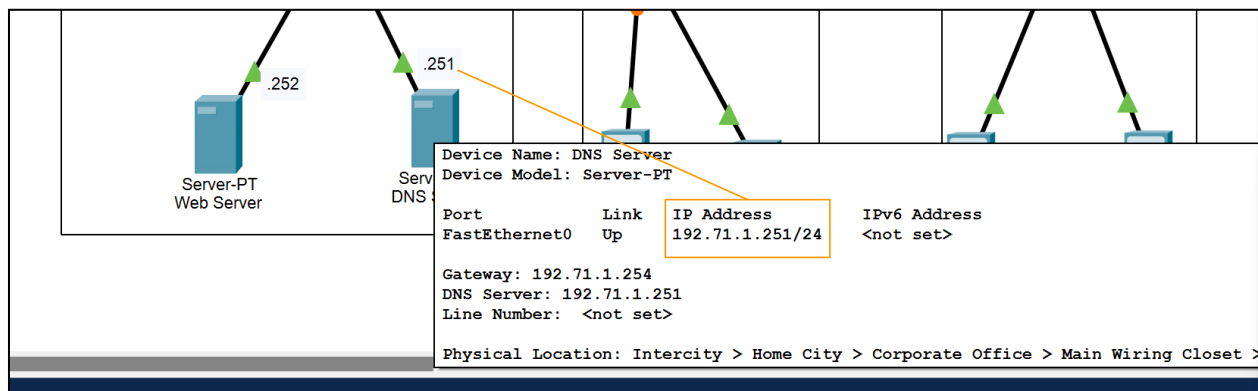 .252
.251
Server-PT
Web Server
Serv
DNS
Device Name: DNS Server
Device Model: Server-PT
Port Link IP Address IPv6 Address
FastEthernet0 Up 192.71.1.251/24 <not set>
Gateway: 192.71.1.254
DNS Server: 192.71.1.251
Line Number: <not set>
Physical Location: Intercity > Home City > Corporate Office > Main Wiring Closet >